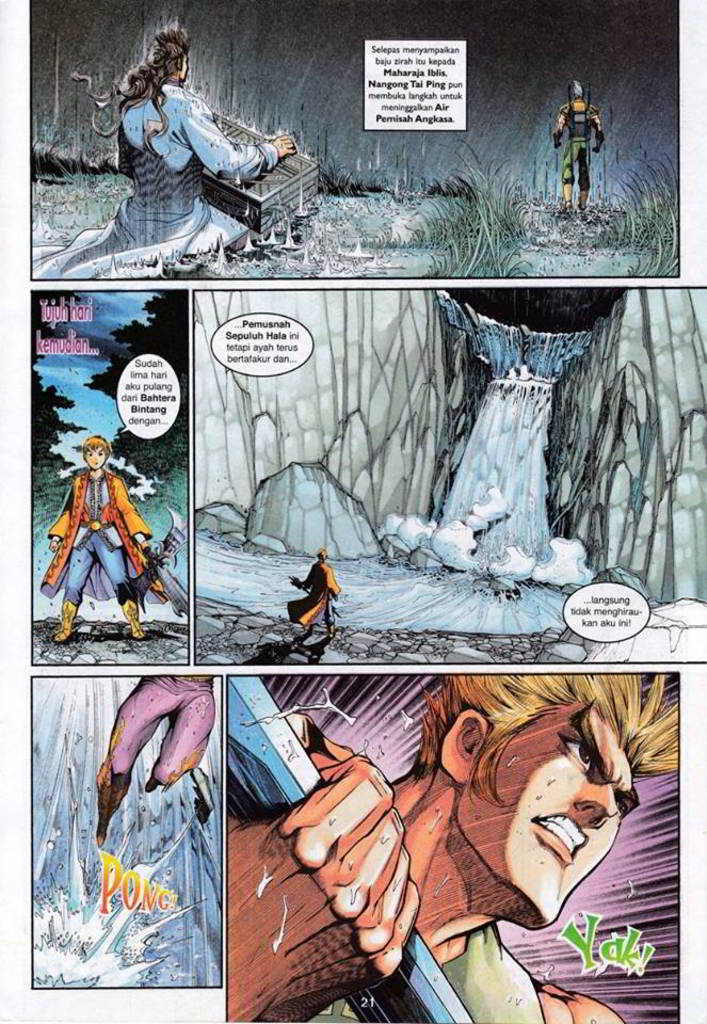 Selepas menyampaikan
baju zirah itu kepada
Maharaja Iblis,
Nangong Tai Ping pun
membuka langkah untuk
meninggalkan Air
Pemisah Angkasa.
Tujuh hari
kemudian...
Sudah
lima hari
aku pulang
dari Bahtera
Bintang
dengan...
...Pemusnah
Sepuluh Hala ini
tetapi ayah terus
bertafakur dan...
...langsung
tidak menghirau-
kan aku ini!
PONG!
Yak!
21